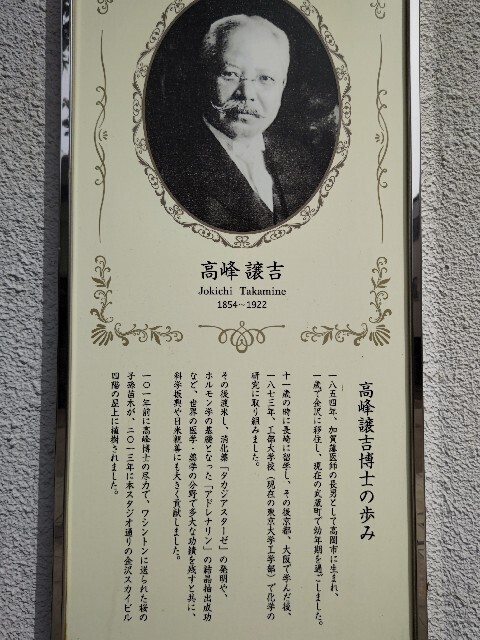 高峰 譲吉
Jokichi Takamine
1854~1922
高峰譲吉博士の歩み
一八五四年、加賀藩医師の長男として高岡市に生まれ、
一歳で金沢に移住し、現在の武蔵町で幼年期を過ごしました。
十一歳の時に長崎に留学し、その後京都、大阪で学んだ後、
一八七三年、工部大学校（現在の東京大学工学部）で化学の
研究に取り組みました。
その後渡米し、消化薬「タカジアスターゼ」の発明や、
ホルモン学の基礎となった「アドレナリン」の結晶抽出成功
など、世界の医学・薬学の分野で多大な功績を残すと共に、
科学振興や日米親善にも大きく貢献しました。
一〇一年前に高峰博士の尽力で、ワシントンに送られた桜の
子孫苗木が、二〇一三年に本スタジオ通りの金沢スカイビル
四階の屋上に植樹されました。